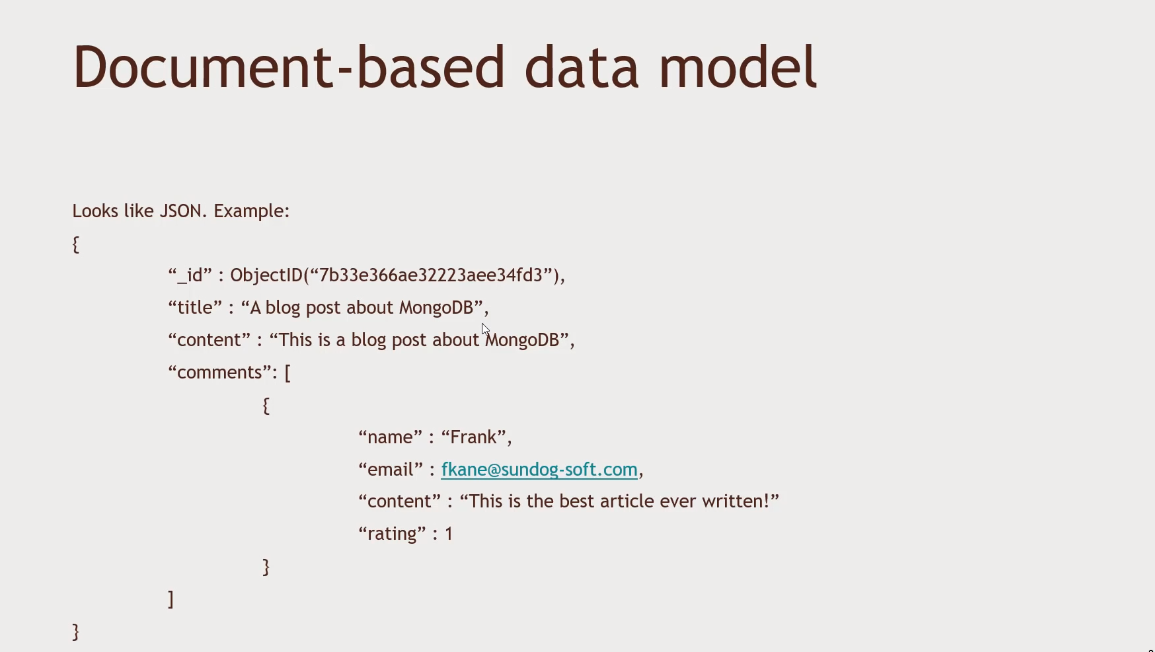 Document-based data model
Looks like JSON. Example:
{
“_id” : ObjectID(“7b33e366ae32223aee34fd3”),
“title” : “A blog post about MongoDB”,
“content” : “This is a blog post about MongoDB”,
“comments”: [
{
“name” : “Frank”,
“email” : fkane@sundog-soft.com,
“content” : “This is the best article ever written!”
“rating” : 1
}
]
}